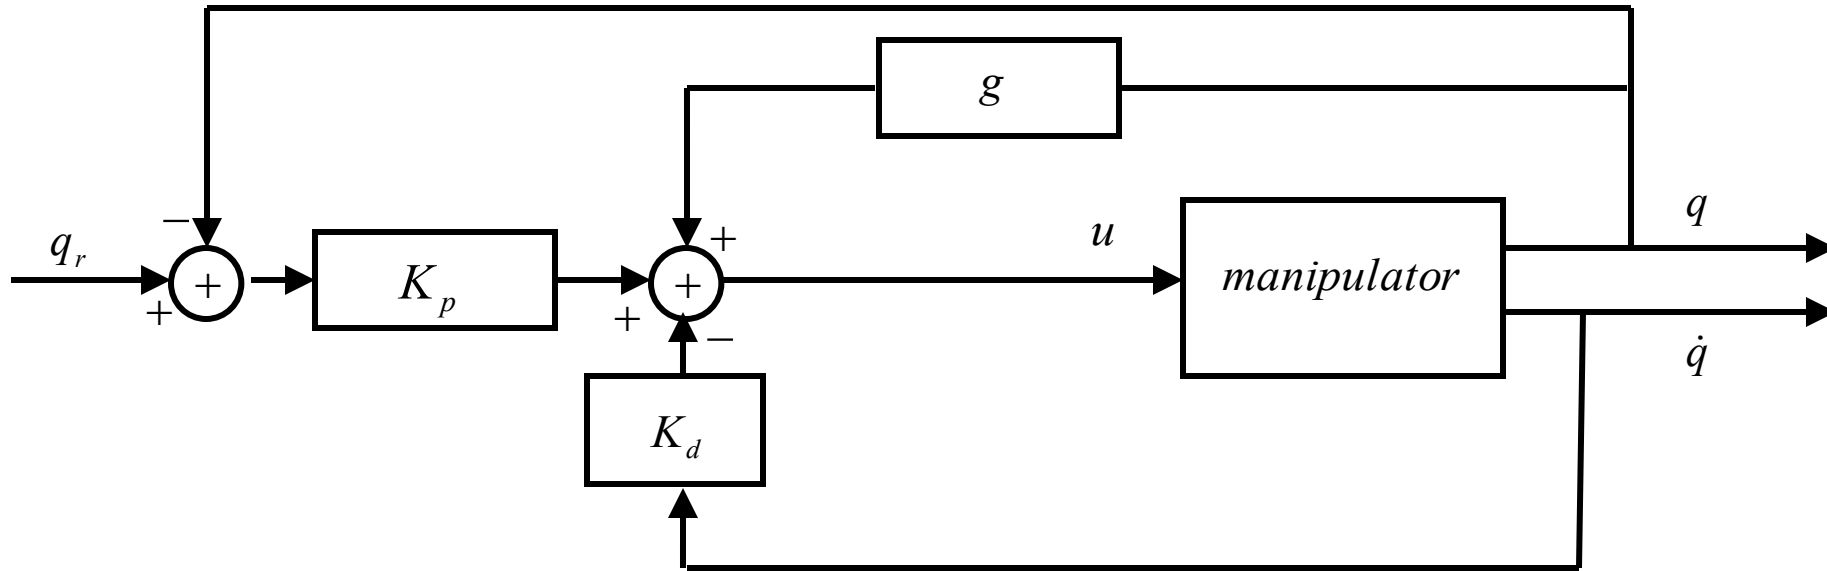 g
−
q_r
+
+
K_p
+
+
+
u
manipulator
q
−
q̇
K_d